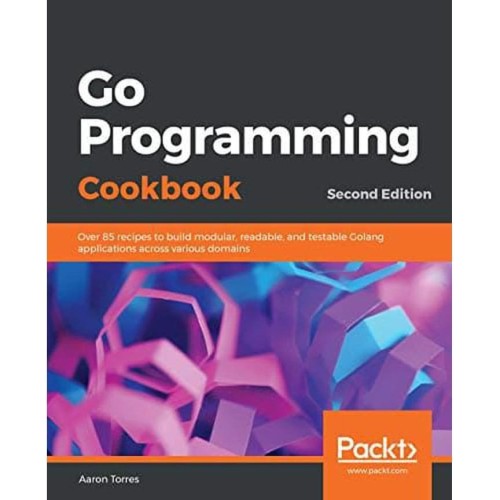 Go
Programming
Cookbook
Second Edition
Over 85 recipes to build modular, readable, and testable Golang
applications across various domains
Packt>
www.packt.com
Aaron Torres